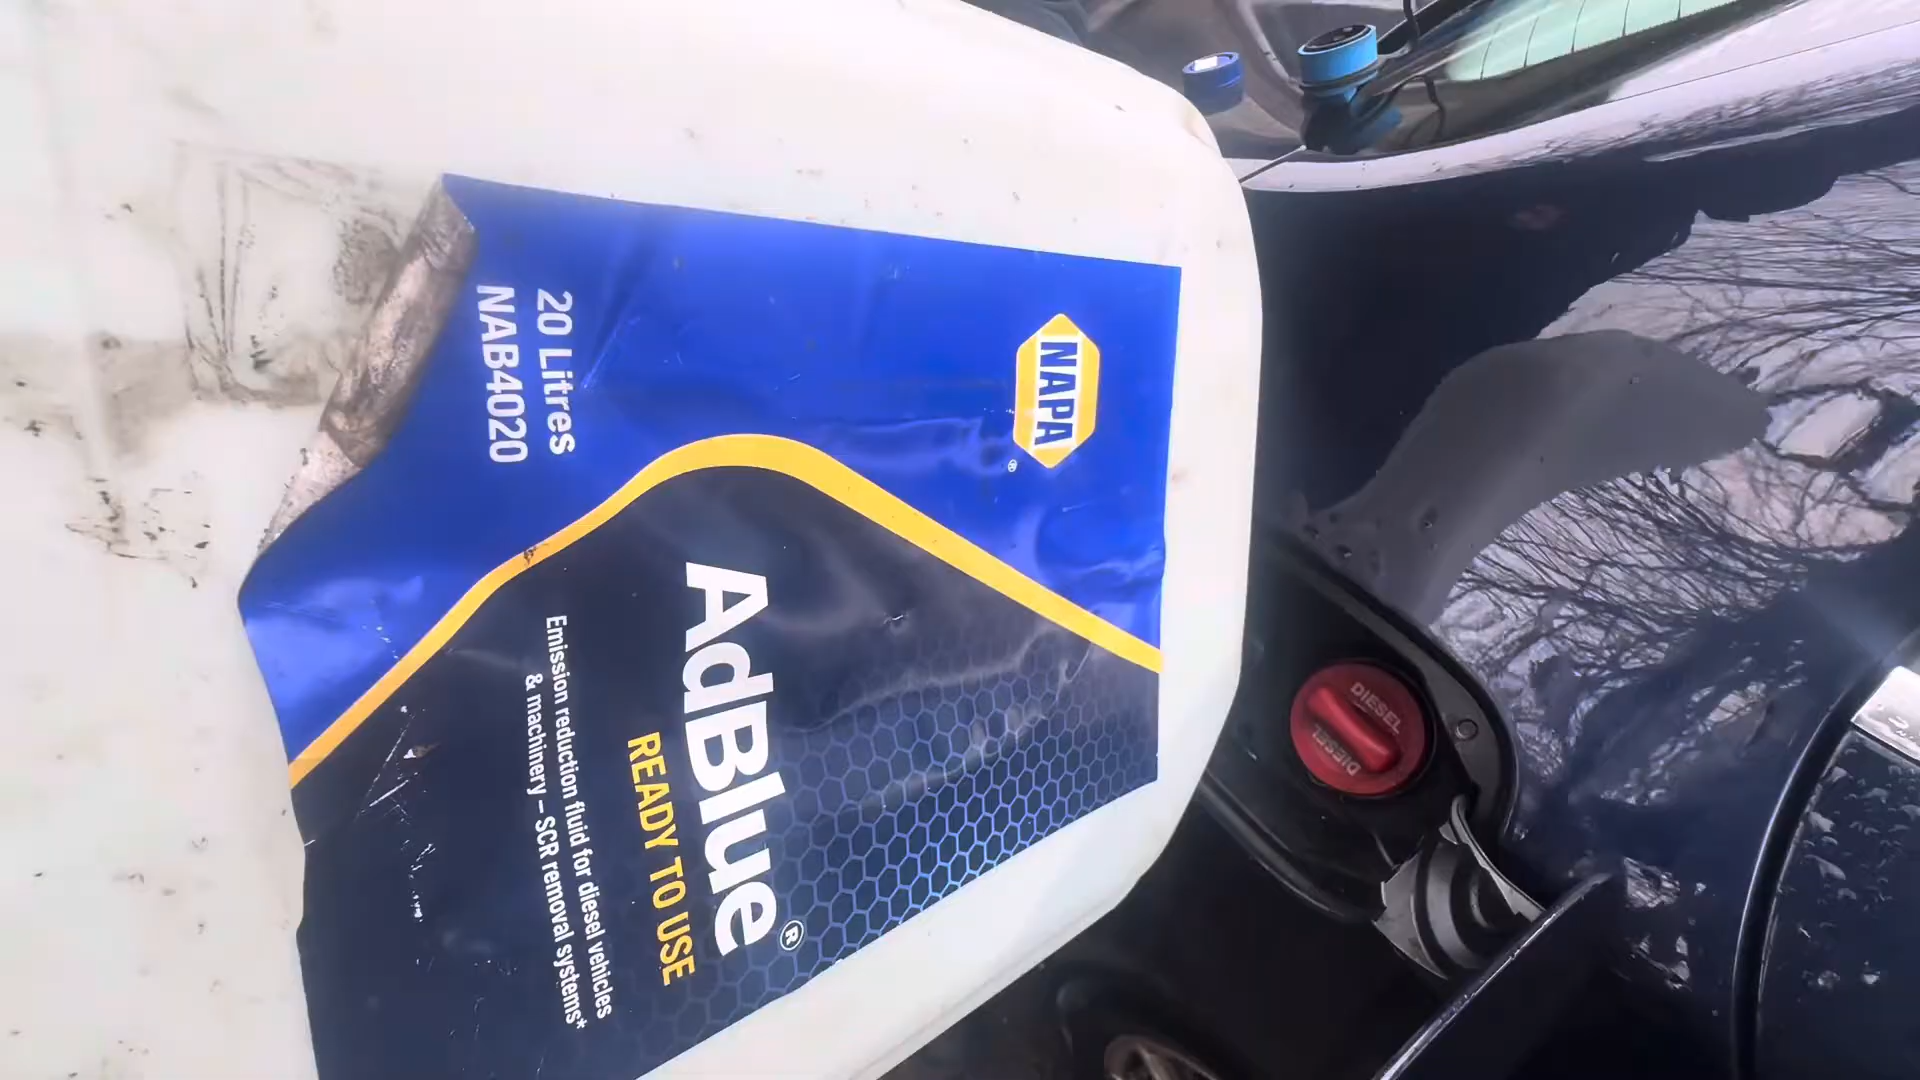 NAPA
®
20 Litres
NAB4020
AdBlue®
READY TO USE
Emission reduction fluid for diesel vehicles
& machinery – SCR removal systems*
DIESEL
DIESEL